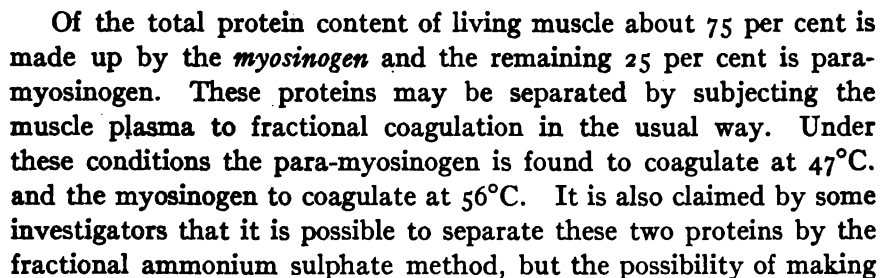 Of the total protein content of living muscle about 75 per cent is
made up by the myosinogen and the remaining 25 per cent is para-
myosinogen. These proteins may be separated by subjecting the
muscle plasma to fractional coagulation in the usual way. Under
these conditions the para-myosinogen is found to coagulate at 47°C.
and the myosinogen to coagulate at 56°C. It is also claimed by some
investigators that it is possible to separate these two proteins by the
fractional ammonium sulphate method, but the possibility of making